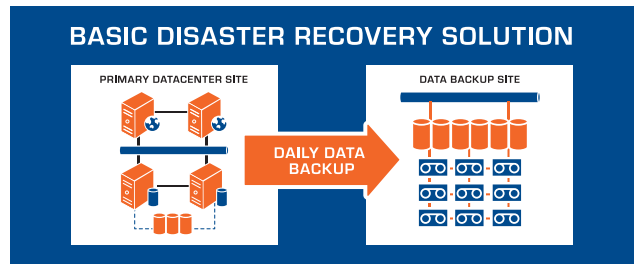 BASIC DISASTER RECOVERY SOLUTION
PRIMARY DATACENTER SITE
DAILY DATA
BACKUP
DATA BACKUP SITE